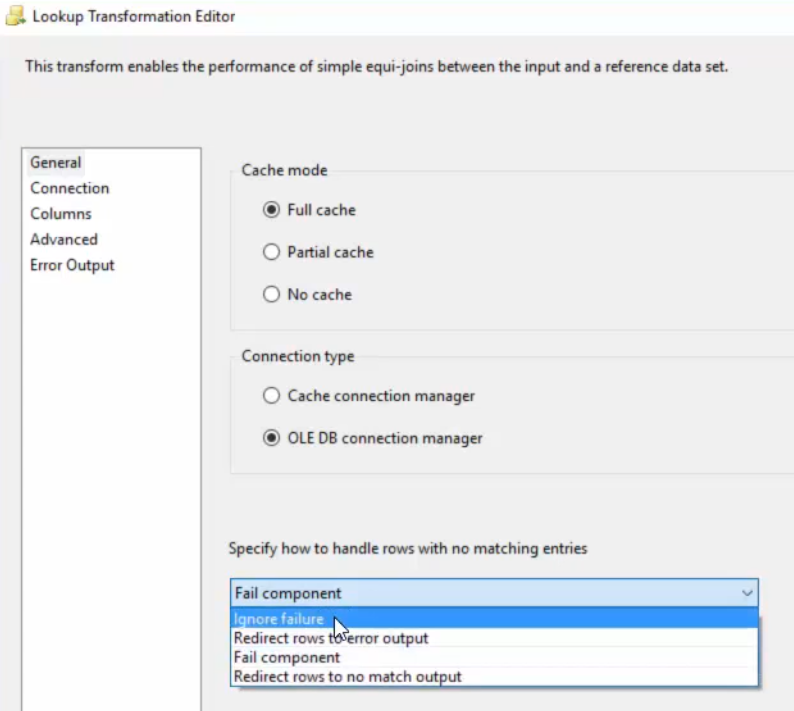 Lookup Transformation Editor
This transform enables the performance of simple equi-joins between the input and a reference data set.
General
Connection
Columns
Advanced
Error Output
Cache mode
Full cache
Partial cache
No cache
Connection type
Cache connection manager
OLE DB connection manager
Specify how to handle rows with no matching entries
Fail component
Ignore failure
Redirect rows to error output
Fail component
Redirect rows to no match output